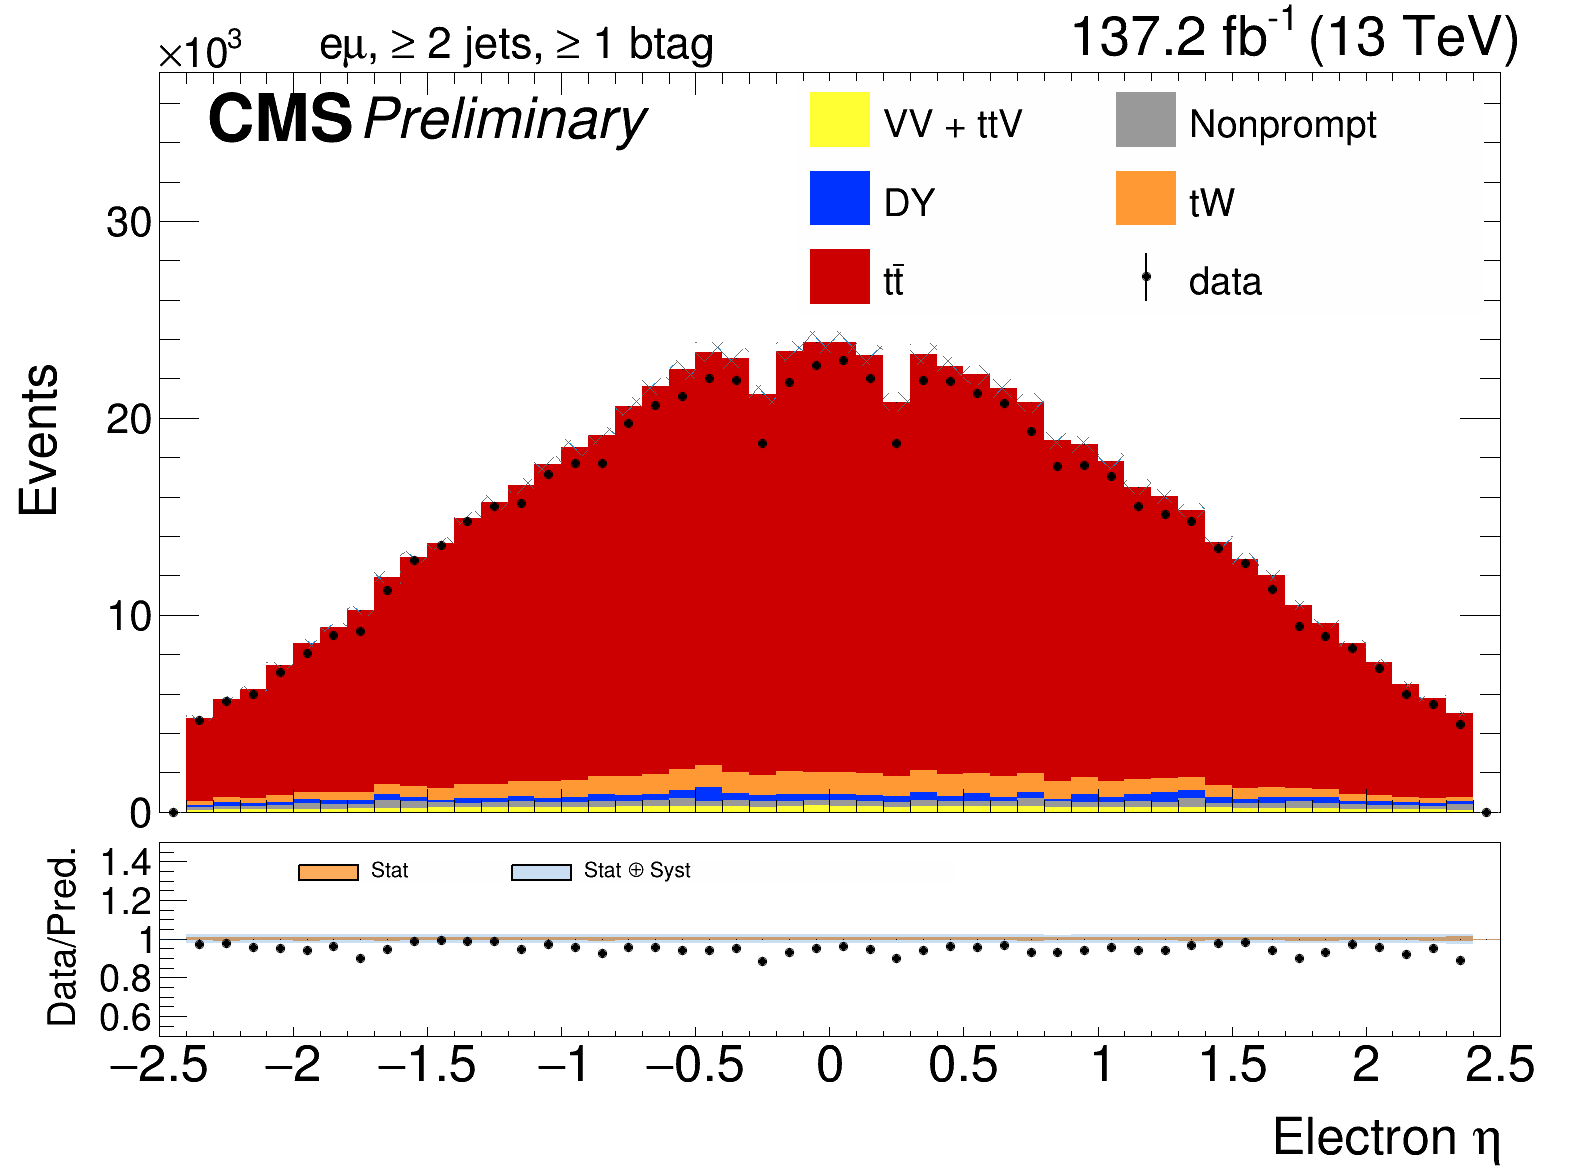 ×10³ eμ, ≥ 2 jets, ≥ 1 btag 137.2 fb⁻¹ (13 TeV)
CMS Preliminary
VV + ttV Nonprompt
DY tW
tt̄ data
Events
30
20
10
0
Data/Pred.
Stat Stat ⊕ Syst
1.4
1.2
1
0.8
0.6
−2.5 −2 −1.5 −1 −0.5 0 0.5 1 1.5 2 2.5
Electron η